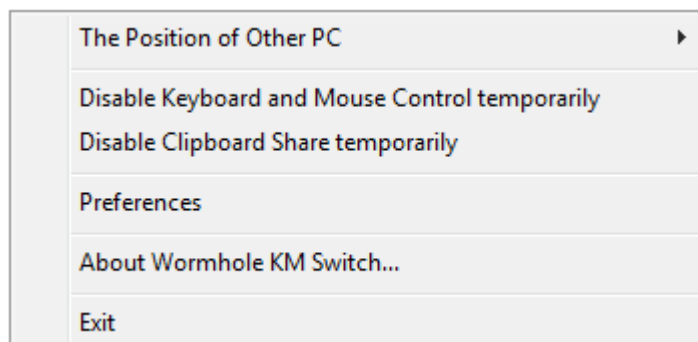 The Position of Other PC
Disable Keyboard and Mouse Control temporarily
Disable Clipboard Share temporarily
Preferences
About Wormhole KM Switch...
Exit